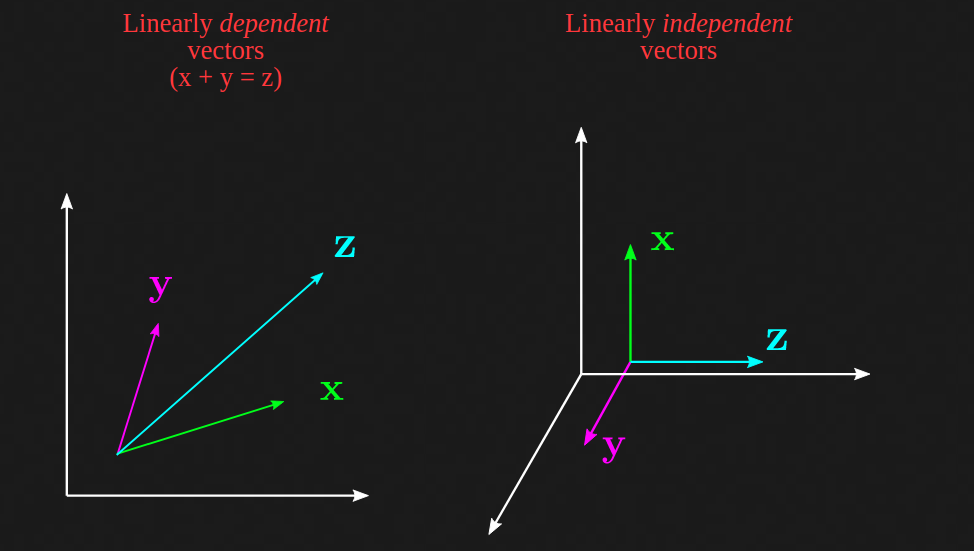 Linearly dependent
vectors
(x + y = z)
Linearly independent
vectors
z
y
x
x
z
y